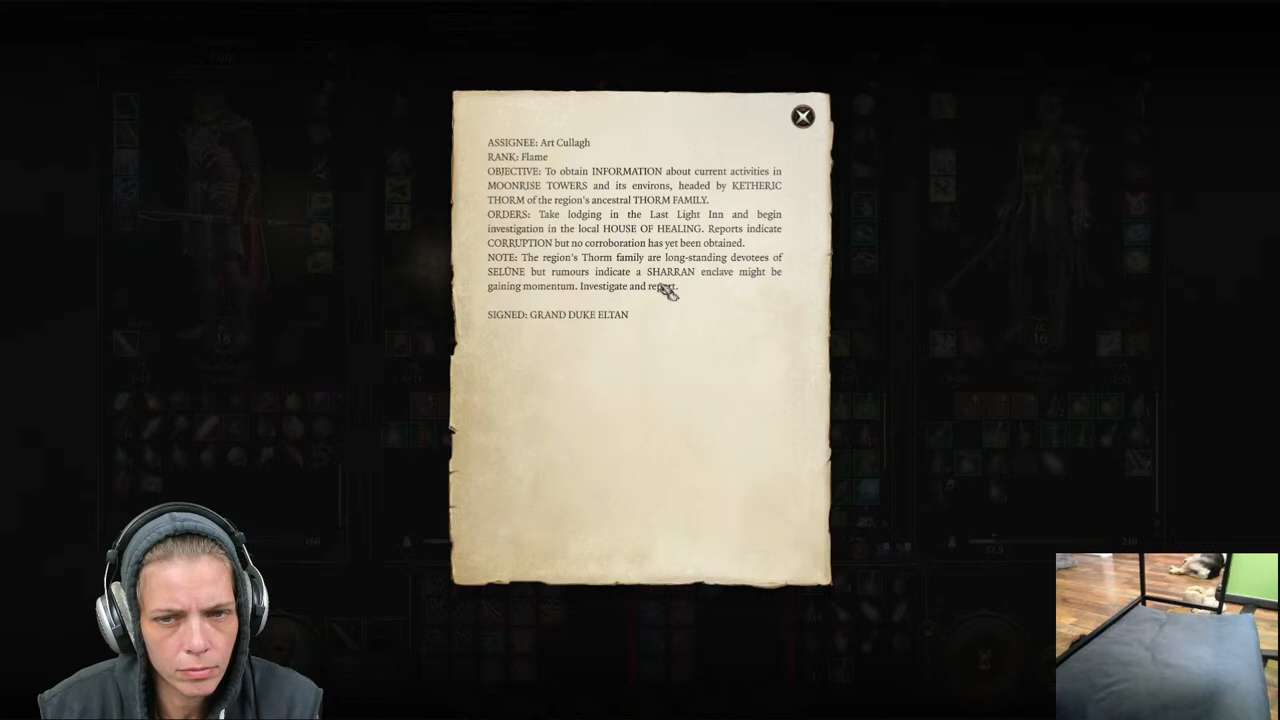 ASSIGNEE: Art Cullagh
RANK: Flame
OBJECTIVE: To obtain INFORMATION about current activities in
MOONRISE TOWERS and its environs, headed by KETHERIC
THORM of the region's ancestral THORM FAMILY.
ORDERS: Take lodging in the Last Light Inn and begin
investigation in the local HOUSE OF HEALING. Reports indicate
CORRUPTION but no corroboration has yet been obtained.
NOTE: The region's Thorm family are long-standing devotees of
SELÛNE but rumours indicate a SHARRAN enclave might be
gaining momentum. Investigate and report.
SIGNED: GRAND DUKE ELTAN